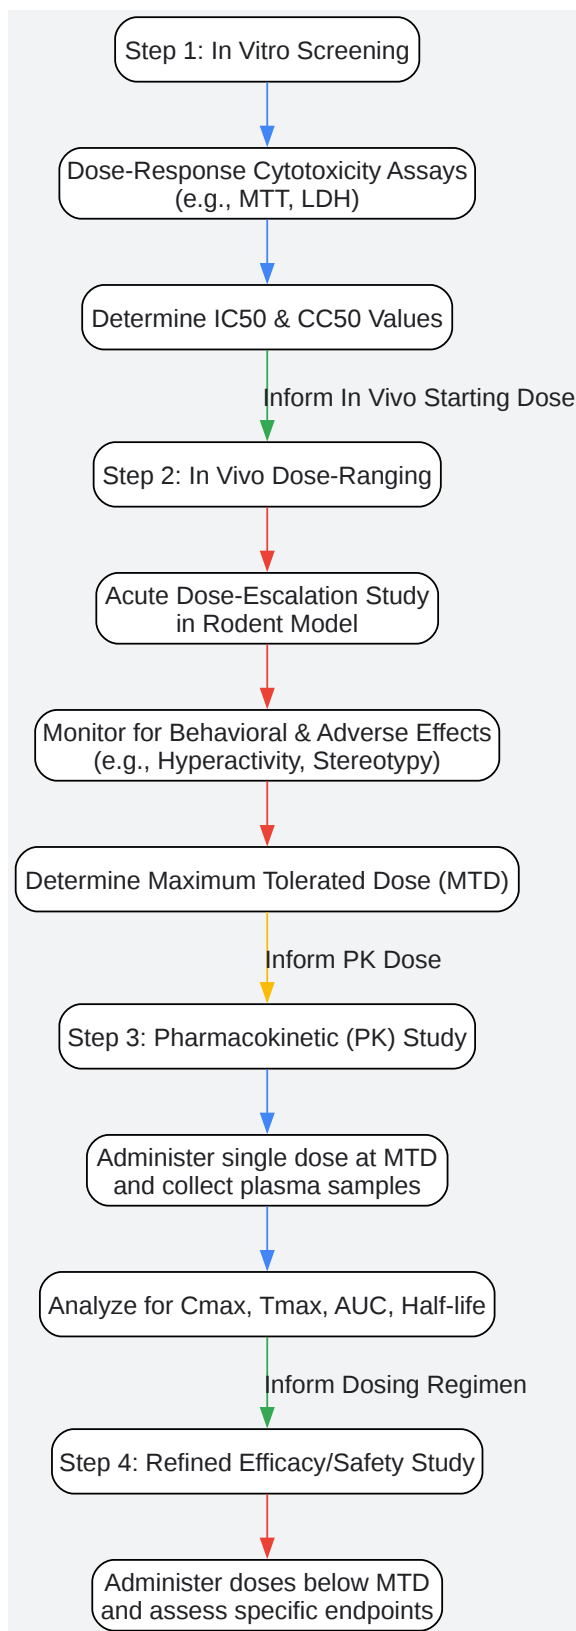 Step 1: In Vitro Screening
Dose-Response Cytotoxicity Assays
(e.g., MTT, LDH)
Determine IC50 & CC50 Values
Inform In Vivo Starting Dose
Step 2: In Vivo Dose-Ranging
Acute Dose-Escalation Study
in Rodent Model
Monitor for Behavioral & Adverse Effects
(e.g., Hyperactivity, Stereotypy)
Determine Maximum Tolerated Dose (MTD)
Inform PK Dose
Step 3: Pharmacokinetic (PK) Study
Administer single dose at MTD
and collect plasma samples
Analyze for Cmax, Tmax, AUC, Half-life
Inform Dosing Regimen
Step 4: Refined Efficacy/Safety Study
Administer doses below MTD
and assess specific endpoints